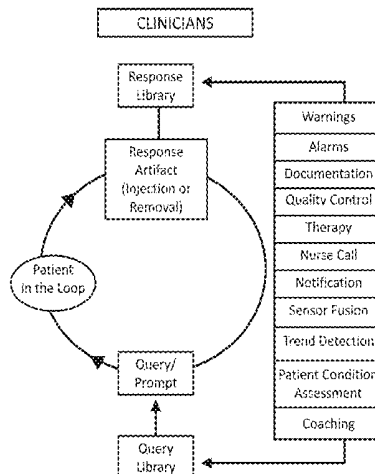 CLINICIANS
Response
Library
Response
Artifact
(Injection or
Removal)
Patient
in the Loop
Query/
Prompt
Query
Library
Warnings
Alarms
Documentation
Quality Control
Therapy
Nurse Call
Notification
Sensor Fusion
Trend Detection
Patient Condition
Assessment
Coaching